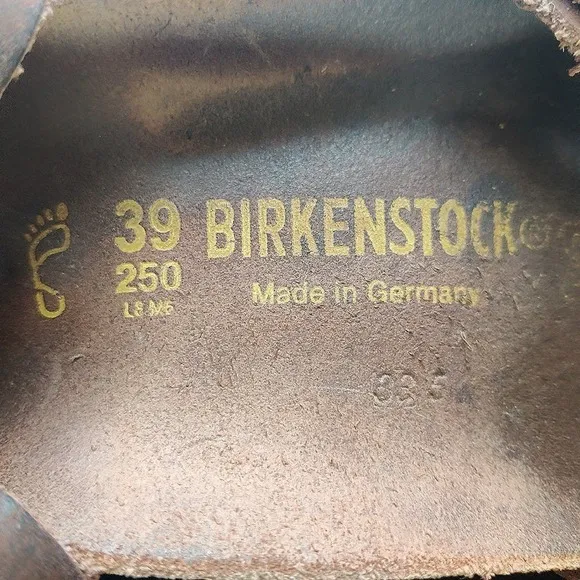 39 BIRKENSTOCK®
250 Made in Germany
L8 M6